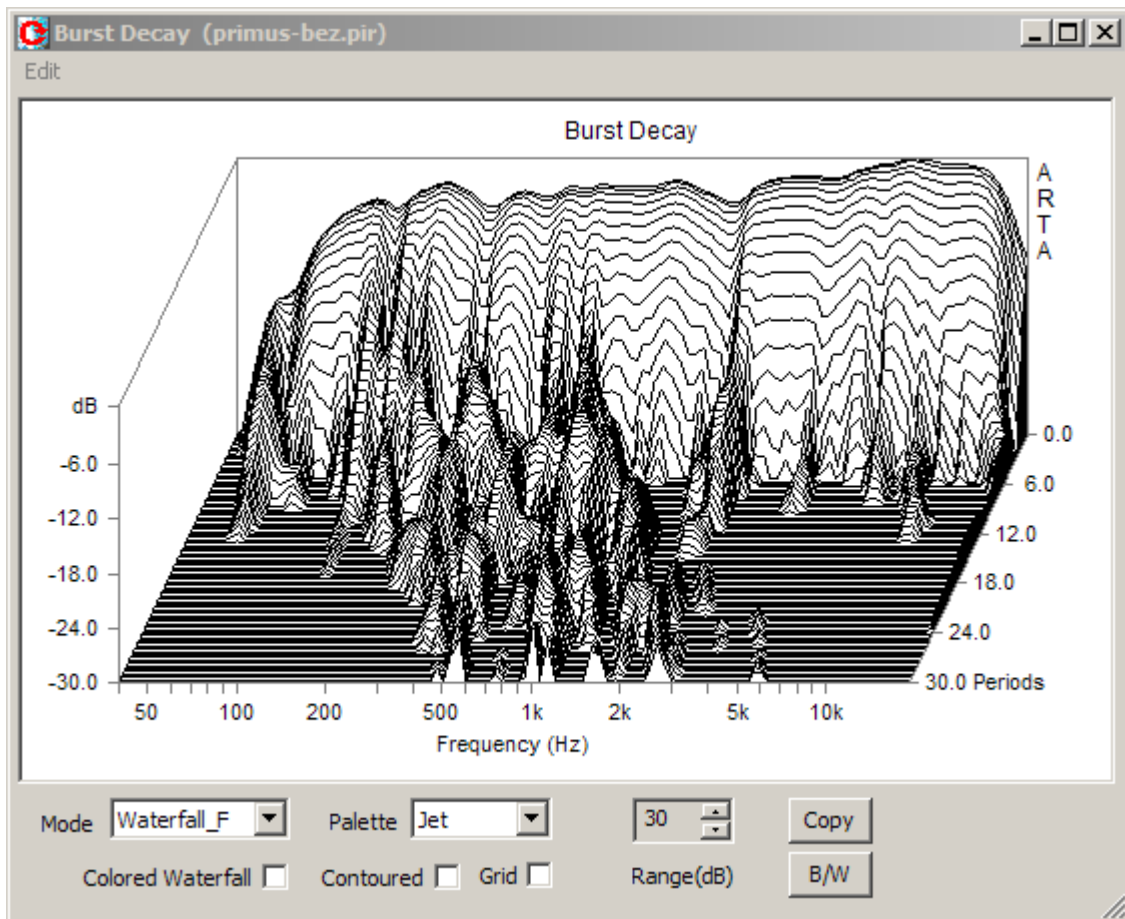 Burst Decay (primus-bez.pir)
Edit
Burst Decay
A
R
T
A
dB
-6.0
-12.0
-18.0
-24.0
-30.0
0.0
6.0
12.0
18.0
24.0
30.0 Periods
50 100 200 500 1k 2k 5k 10k
Frequency (Hz)
Mode Waterfall_F Palette Jet 30 Copy
Colored Waterfall Contoured Grid Range(dB) B/W